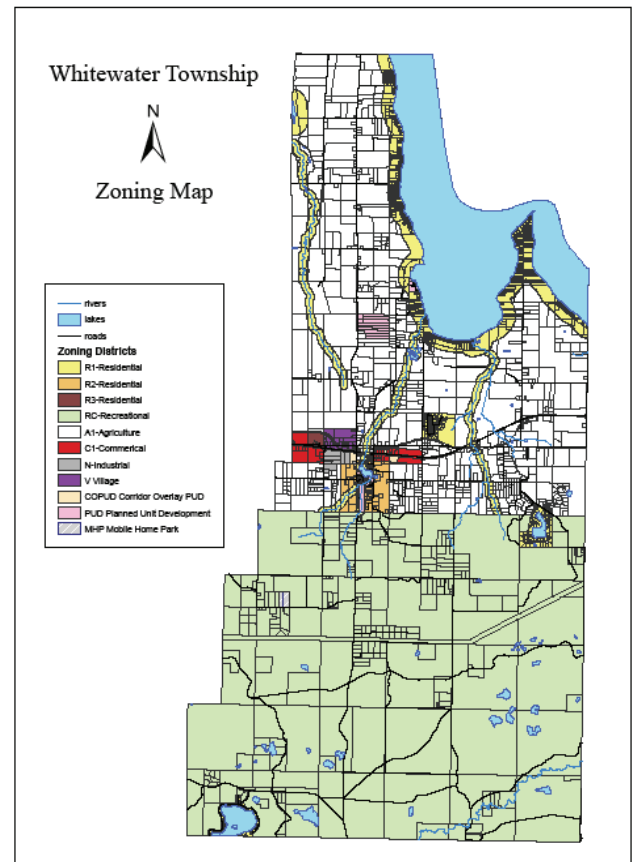 Whitewater Township
N
Zoning Map
rivers
lakes
roads
Zoning Districts
R1-Residential
R2-Residential
R3-Residential
RC-Recreational
A1-Agriculture
C1-Commerical
N-Industrial
V Village
COPUD Corridor Overlay PUD
PUD Planned Unit Development
MHP Mobile Home Park